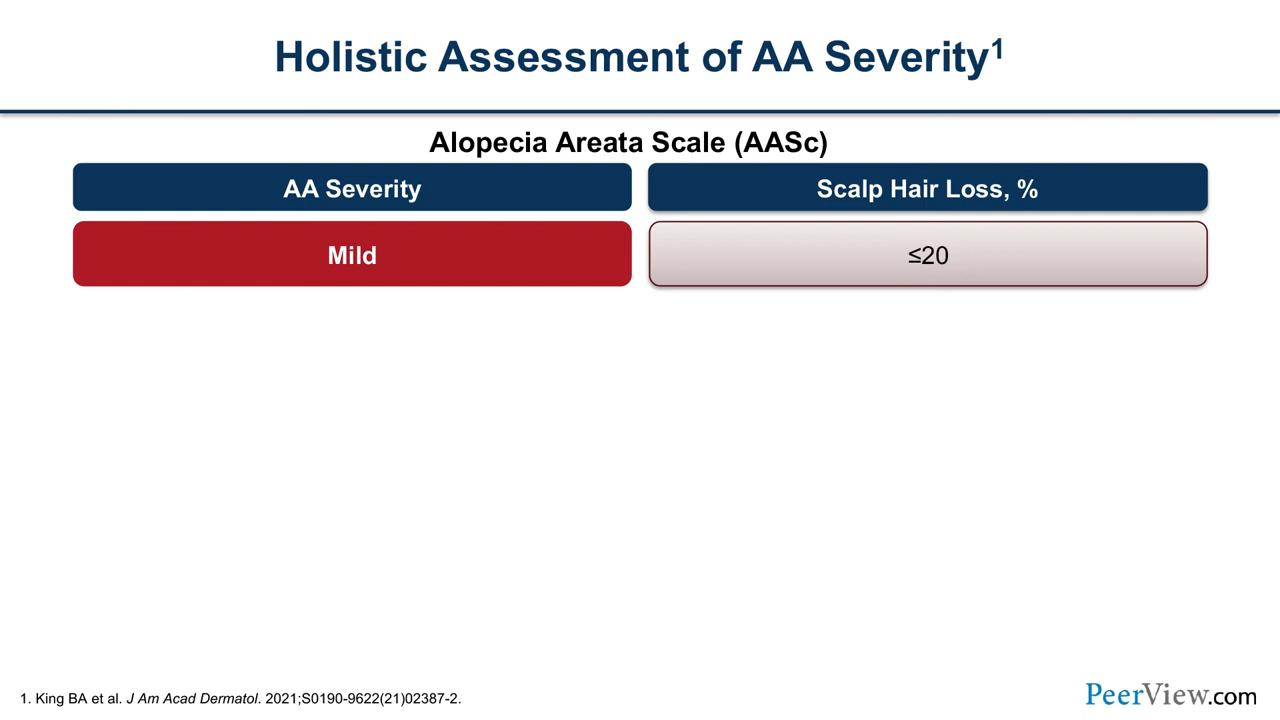 Holistic Assessment of AA Severity1
Alopecia Areata Scale (AASc)
AA Severity
Scalp Hair Loss, %
Mild
≤20
1. King BA et al. J Am Acad Dermatol. 2021;S0190-9622(21)02387-2.
PeerView.com